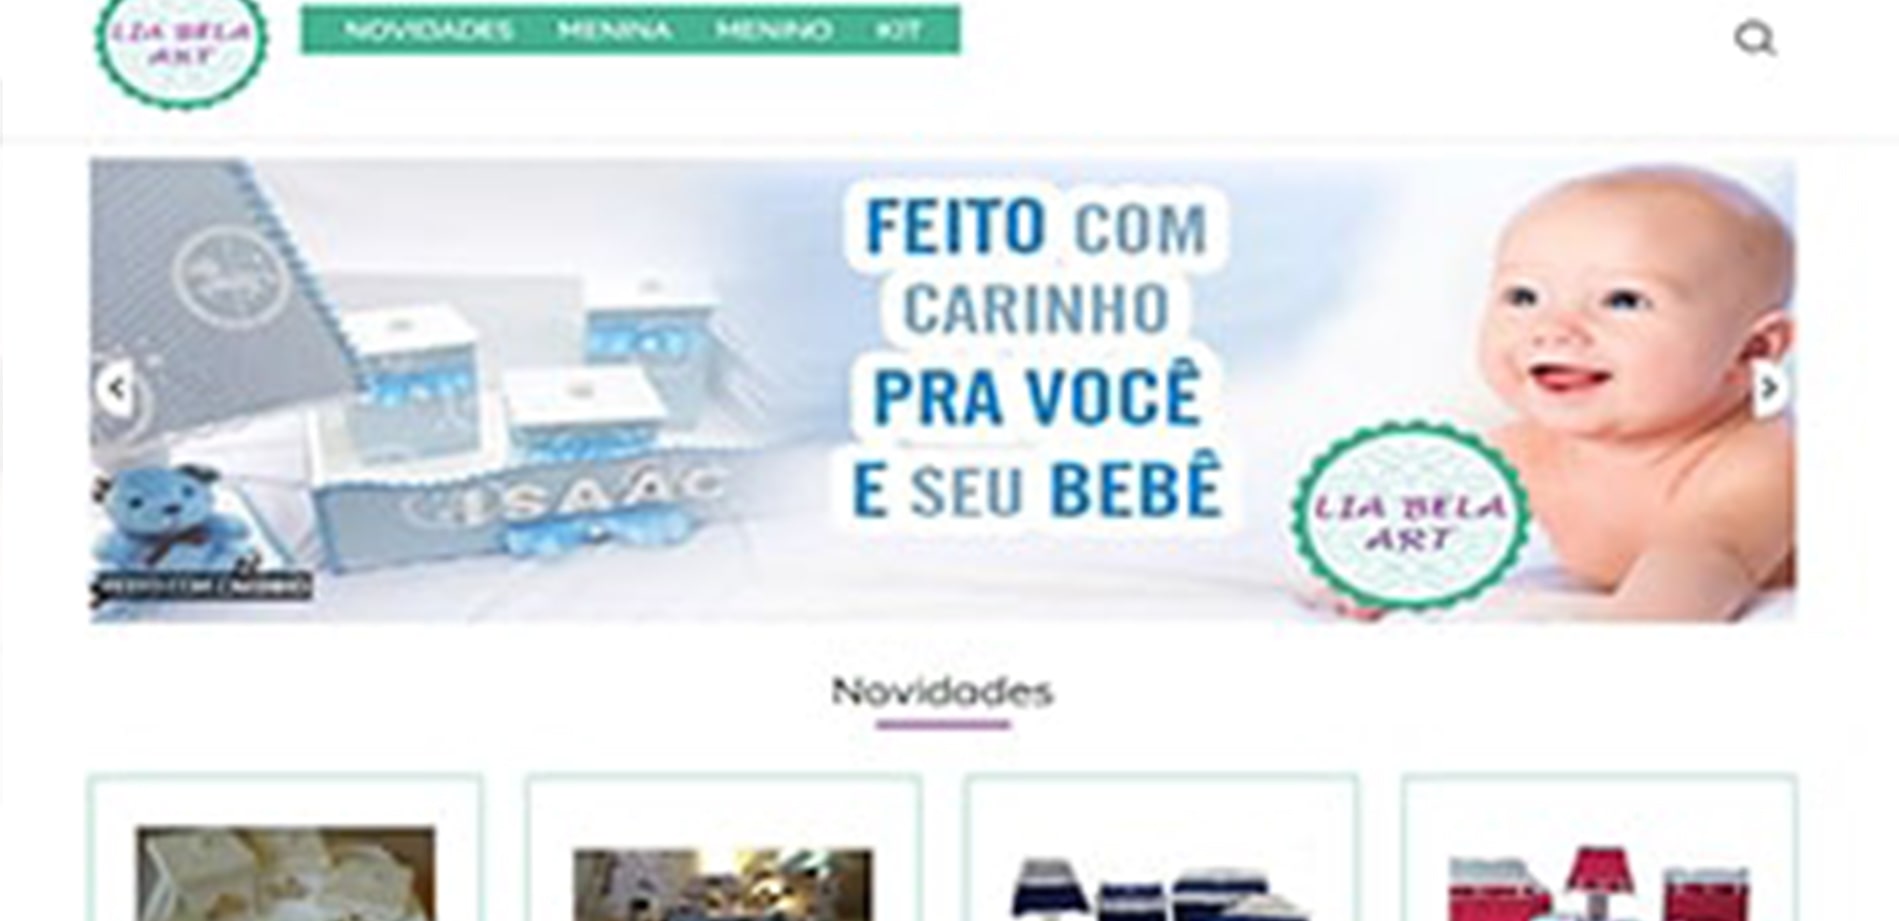 LIA BELA
ART
NOVIDADES MENINA MENINO KIT
FEITO COM
CARINHO
PRA VOCÊ
E SEU BEBÊ
ISAAC
LIA BELA
ART
Novidades